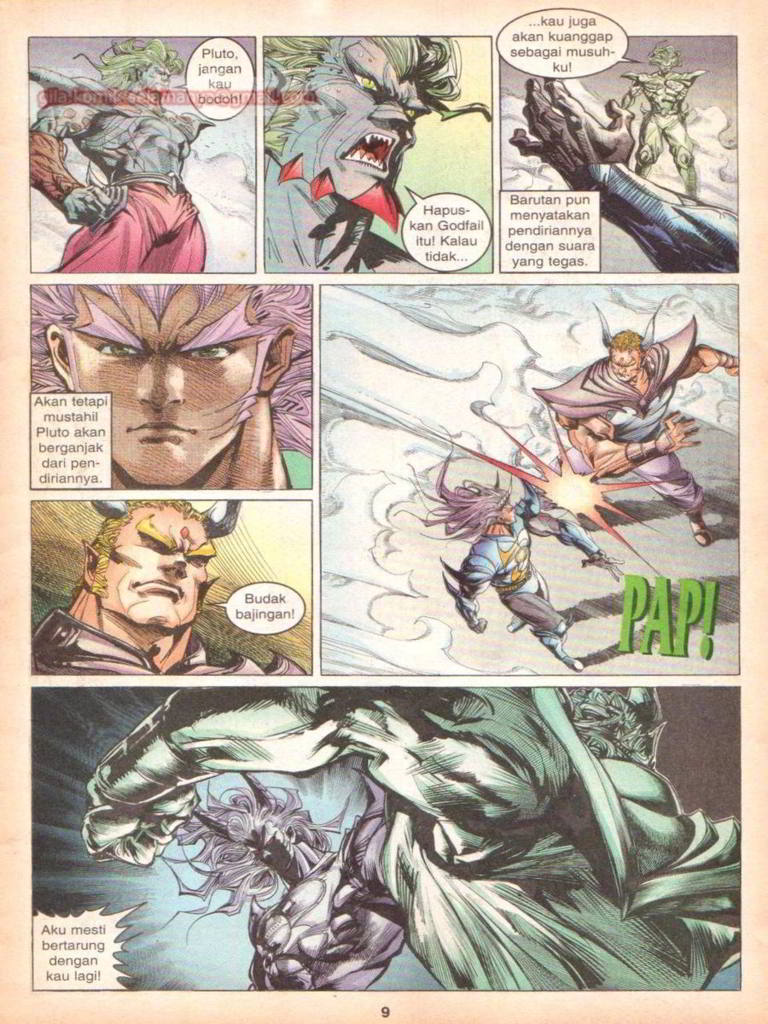 Pluto,
jangan
kau
bodoh!
Hapus-
kan Godfail
itu! Kalau
tidak...
...kau juga
akan kuanggap
sebagai musuh-
ku!
Barutan pun
menyatakan
pendiriannya
dengan suara
yang tegas.
Akan tetapi
mustahil
Pluto akan
berganjak
dari pen-
diriannya.
Budak
bajingan!
PAP!
Aku mesti
bertarung
dengan
kau lagi!
9